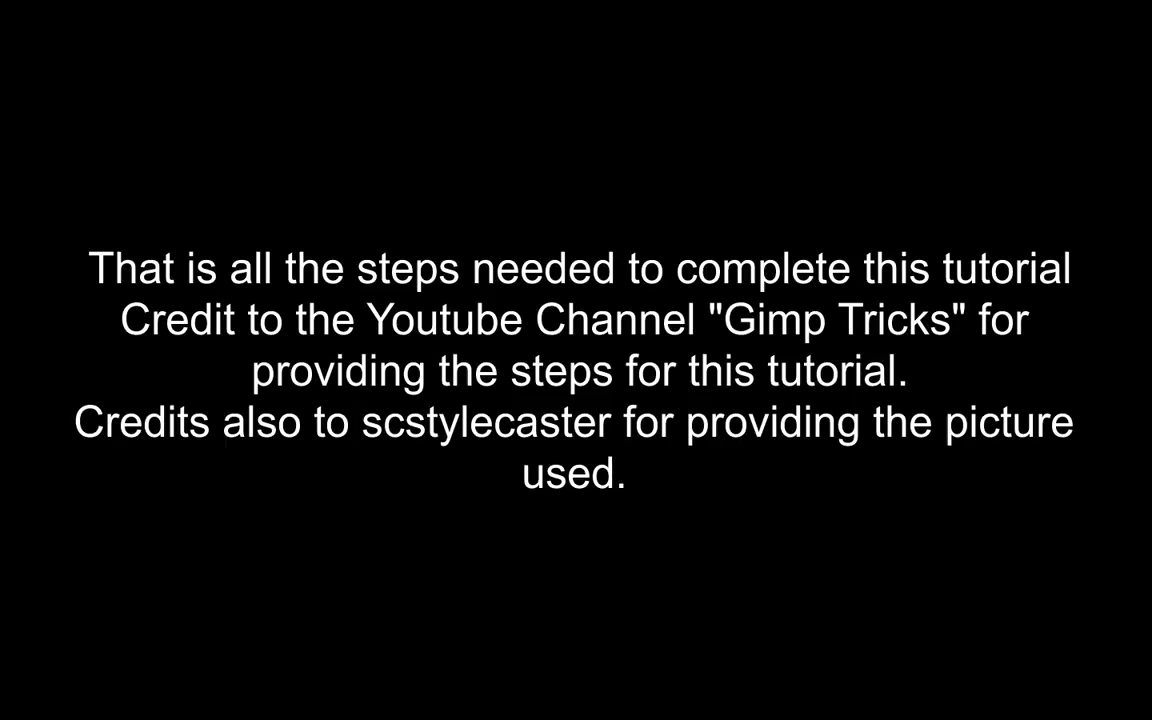 That is all the steps needed to complete this tutorial
Credit to the Youtube Channel "Gimp Tricks" for
providing the steps for this tutorial.
Credits also to scstylecaster for providing the picture
used.